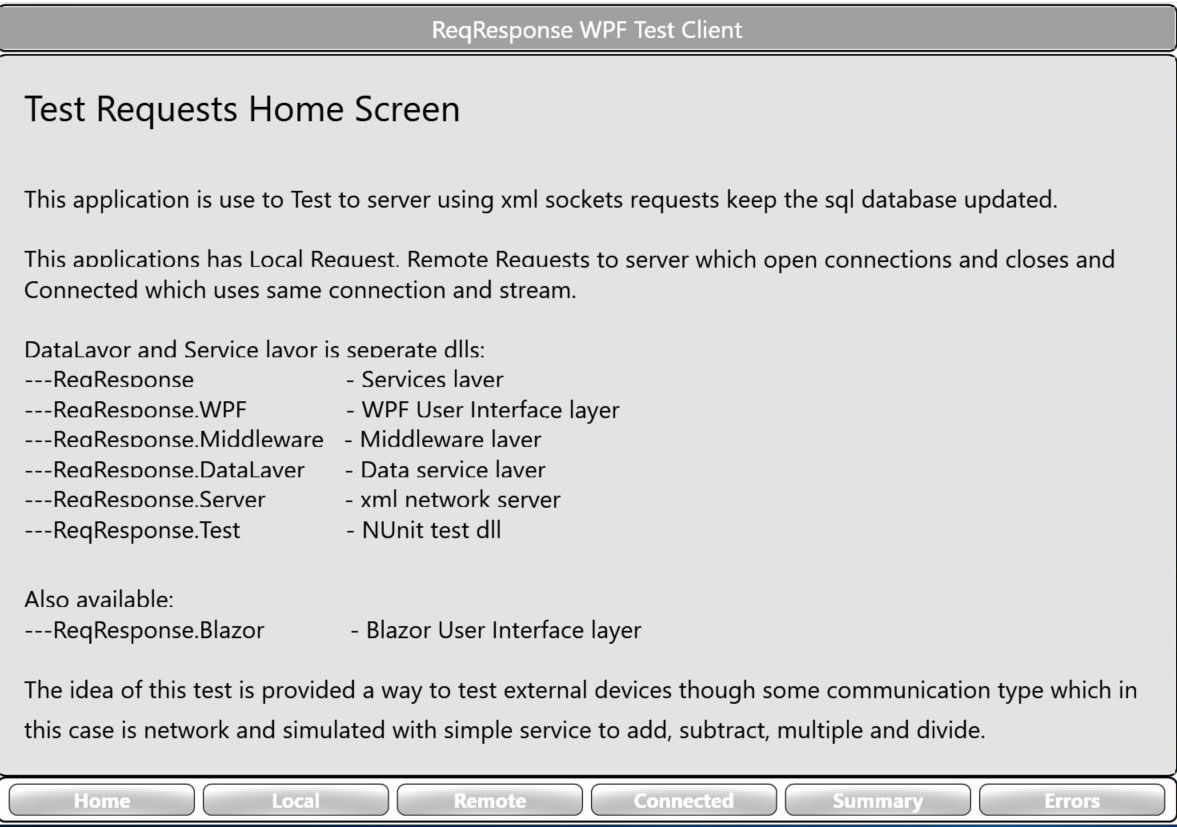 ReqResponse WPF Test Client
Test Requests Home Screen
This application is use to Test to server using xml sockets requests keep the sql database updated.
This applications has Local Request. Remote Requests to server which open connections and closes and
Connected which uses same connection and stream.
DataLayor and Service layor is seperate dlls:
---ReqResponse - Services layer
---ReqResponse.WPF - WPF User Interface layer
---ReqResponse.Middleware - Middleware layer
---ReqResponse.DataLayer - Data service layer
---ReqResponse.Server - xml network server
---ReqResponse.Test - NUnit test dll
Also available:
---ReqResponse.Blazor - Blazor User Interface layer
The idea of this test is provided a way to test external devices though some communication type which in
this case is network and simulated with simple service to add, subtract, multiple and divide.
Home Local Remote Connected Summary Errors